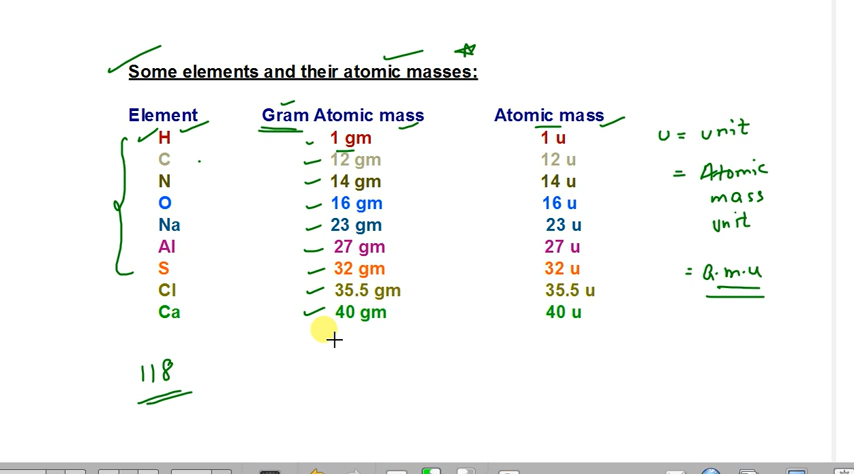 Some elements and their atomic masses:
Element Gram Atomic mass Atomic mass
H 1 gm 1 u
C 12 gm 12 u
N 14 gm 14 u
O 16 gm 16 u
Na 23 gm 23 u
Al 27 gm 27 u
S 32 gm 32 u
Cl 35.5 gm 35.5 u
Ca 40 gm 40 u
u = unit
= Atomic
mass
unit
= a.m.u
118